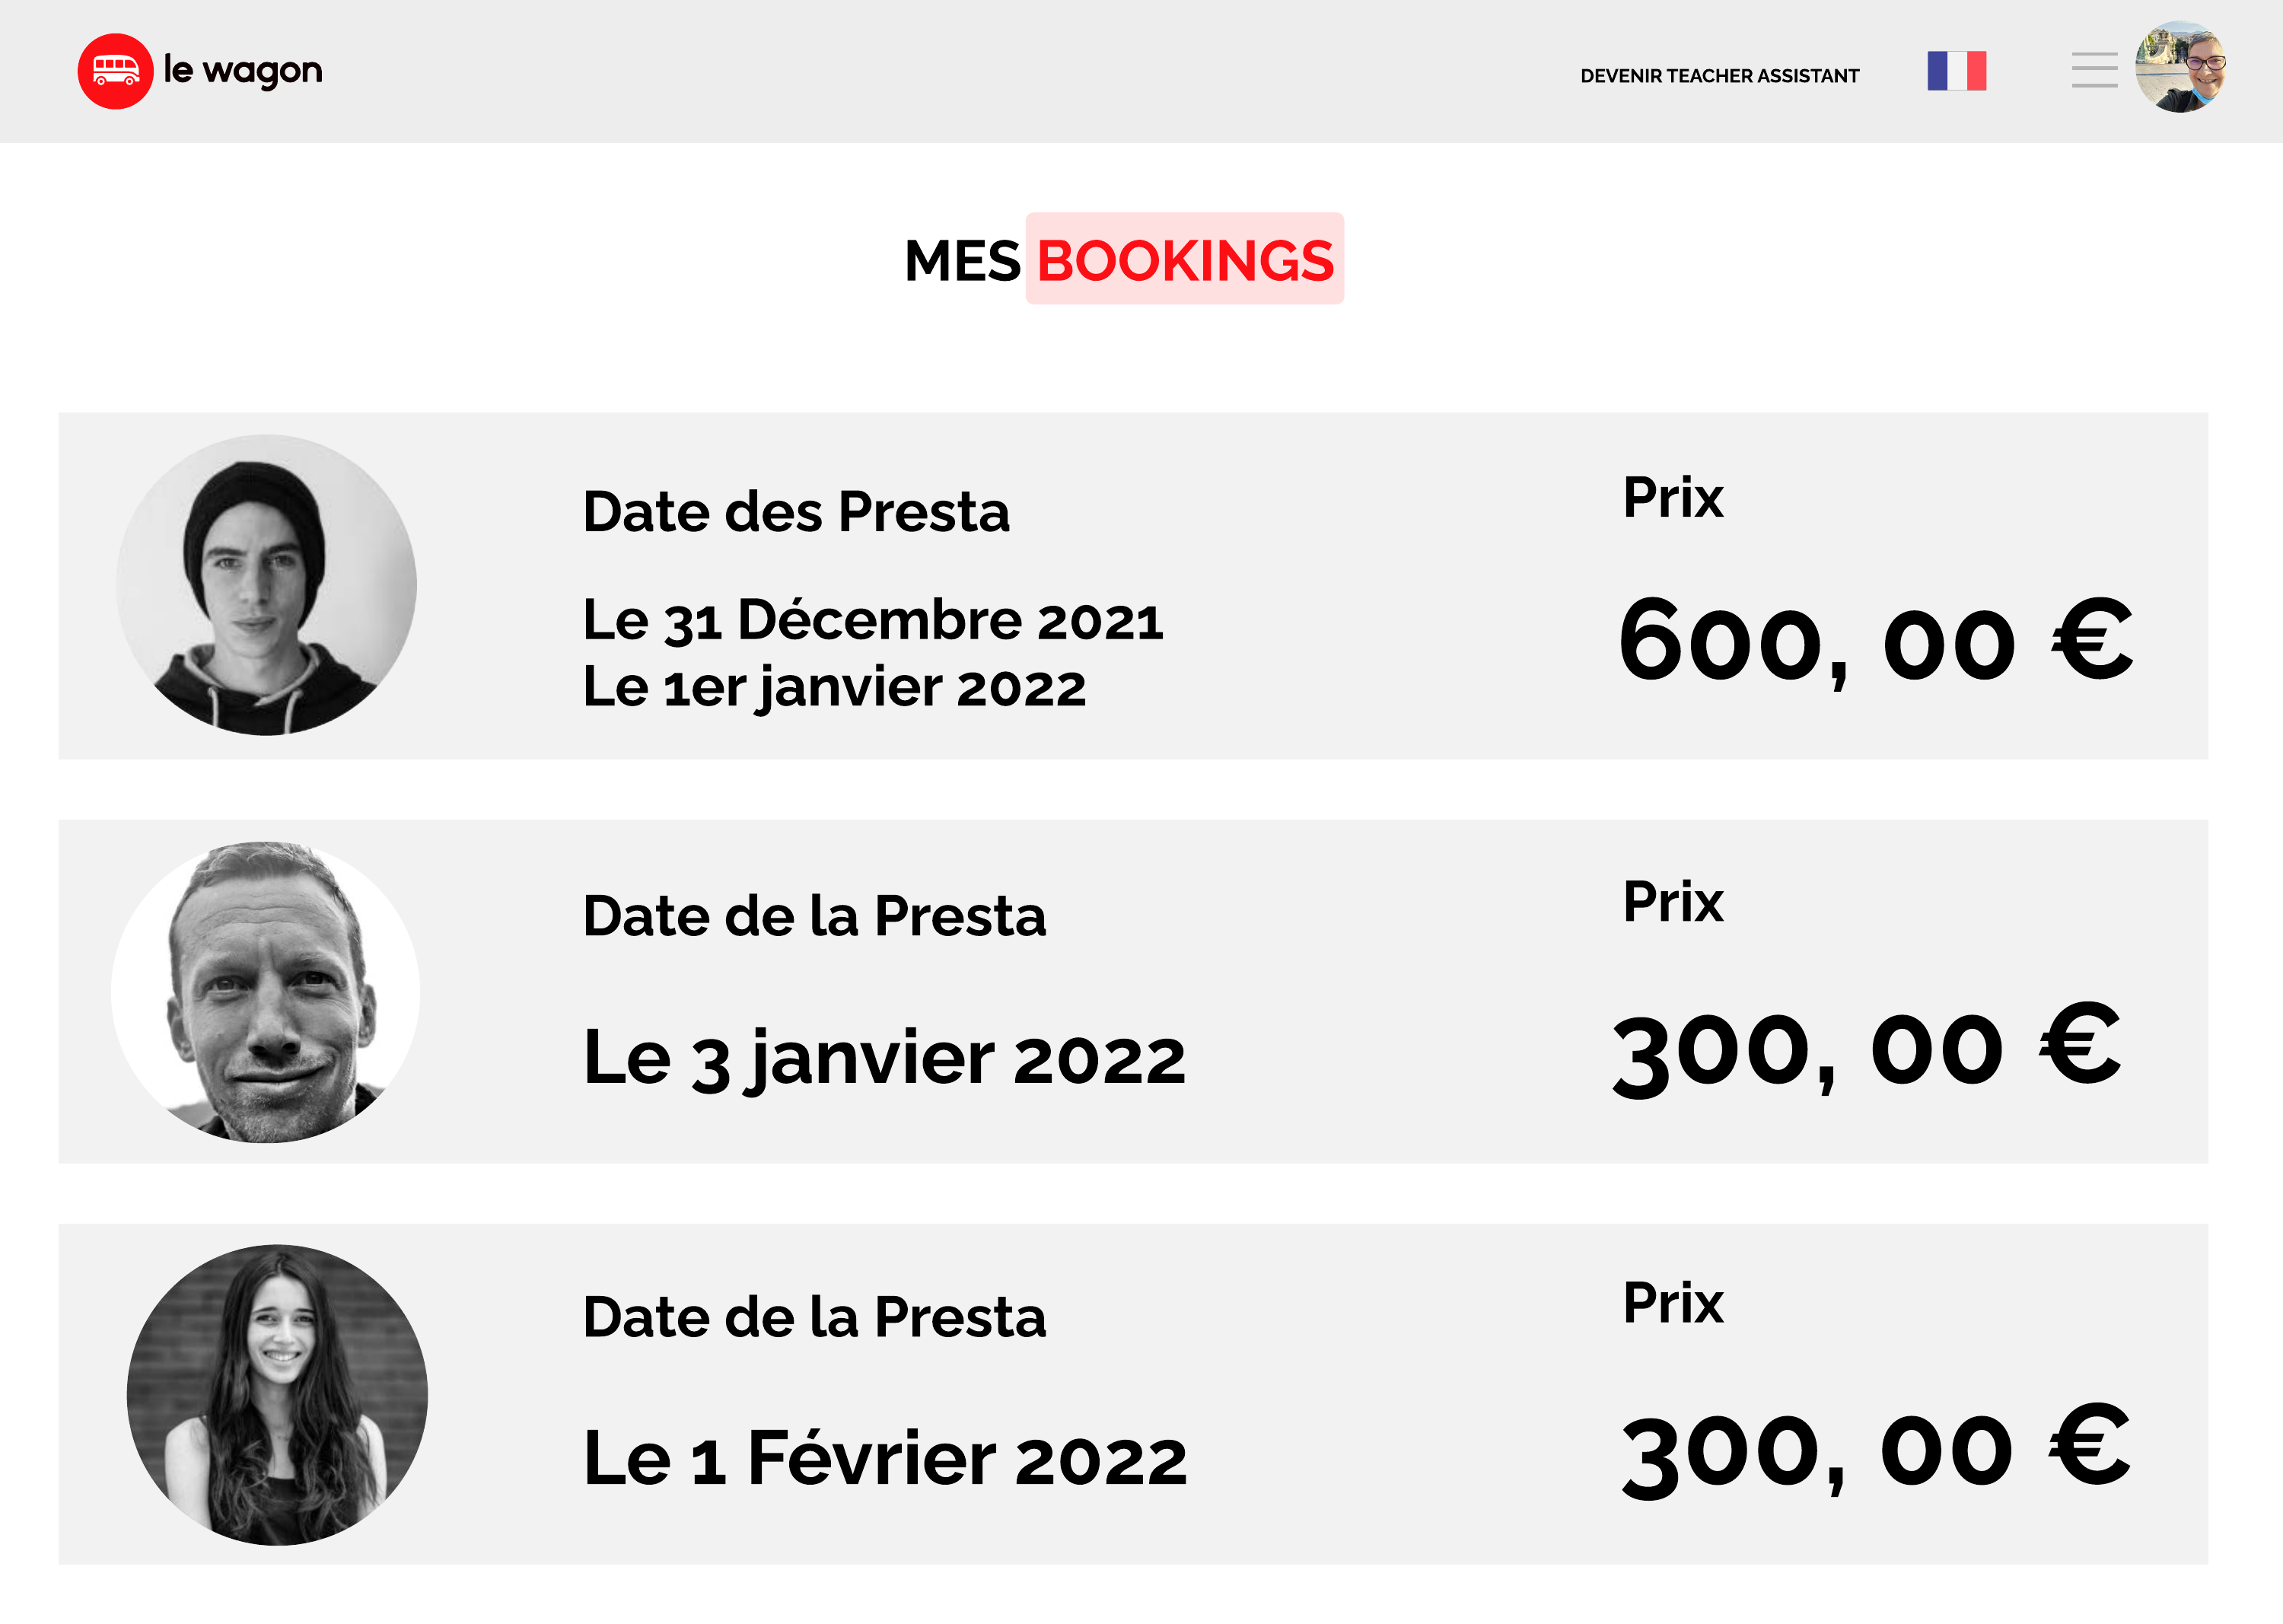 le wagon
DEVENIR TEACHER ASSISTANT
MES BOOKINGS
Date des Presta
Prix
Le 31 Décembre 2021
Le 1er janvier 2022
600, 00 €
Date de la Presta
Prix
Le 3 janvier 2022
300, 00 €
Date de la Presta
Prix
Le 1 Février 2022
300, 00 €